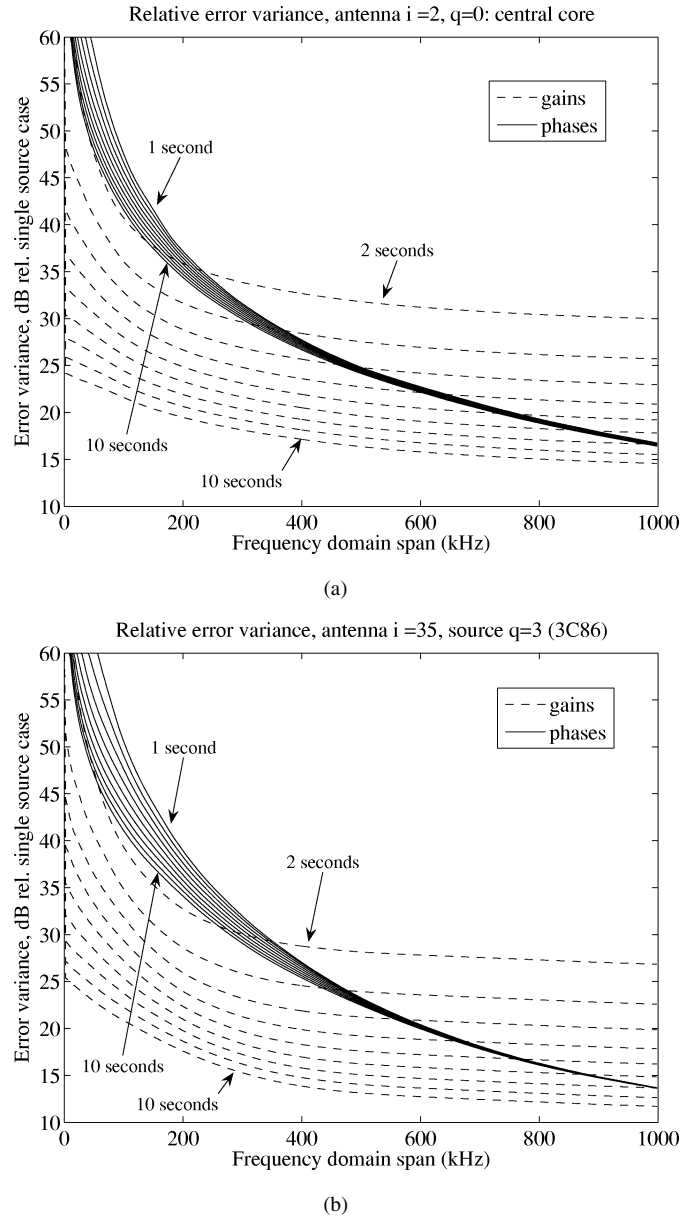 Relative error variance, antenna i =2, q=0: central core
60
55
50
45
40
35
30
25
20
15
10
Error variance, dB rel. single source case
gains
phases
1 second
2 seconds
10 seconds
10 seconds
0 200 400 600 800 1000
Frequency domain span (kHz)
(a)
Relative error variance, antenna i =35, source q=3 (3C86)
60
55
50
45
40
35
30
25
20
15
10
Error variance, dB rel. single source case
gains
phases
1 second
2 seconds
10 seconds
10 seconds
0 200 400 600 800 1000
Frequency domain span (kHz)
(b)